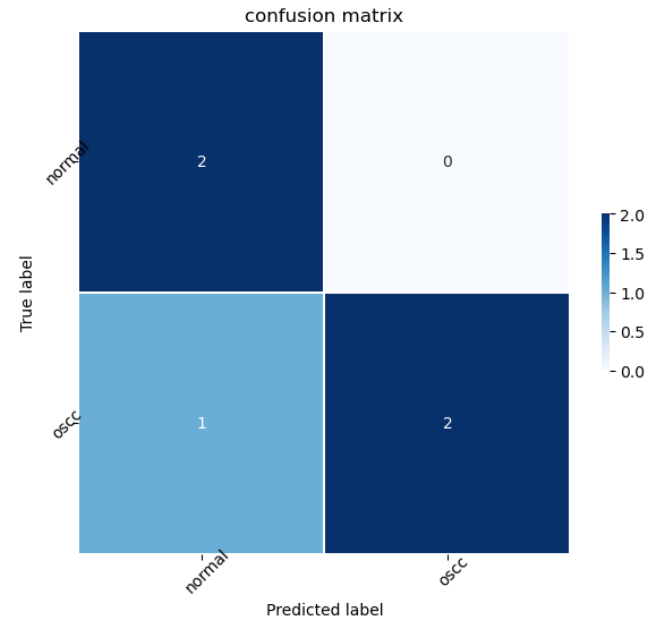 confusion matrix
normal
2
0
2.0
1.5
True label
1.0
0.5
0.0
oscc
1
2
normal
oscc
Predicted label